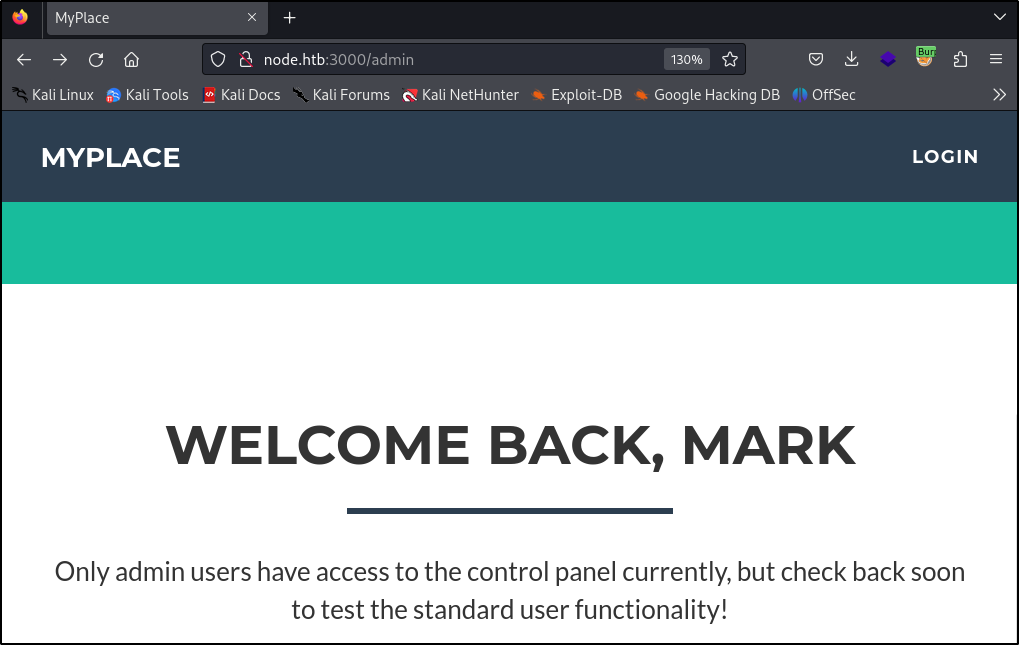 MyPlace
node.htb:3000/admin 130%
Kali Linux Kali Tools Kali Docs Kali Forums Kali NetHunter Exploit-DB Google Hacking DB OffSec
MYPLACE LOGIN
WELCOME BACK, MARK
Only admin users have access to the control panel currently, but check back soon
to test the standard user functionality!